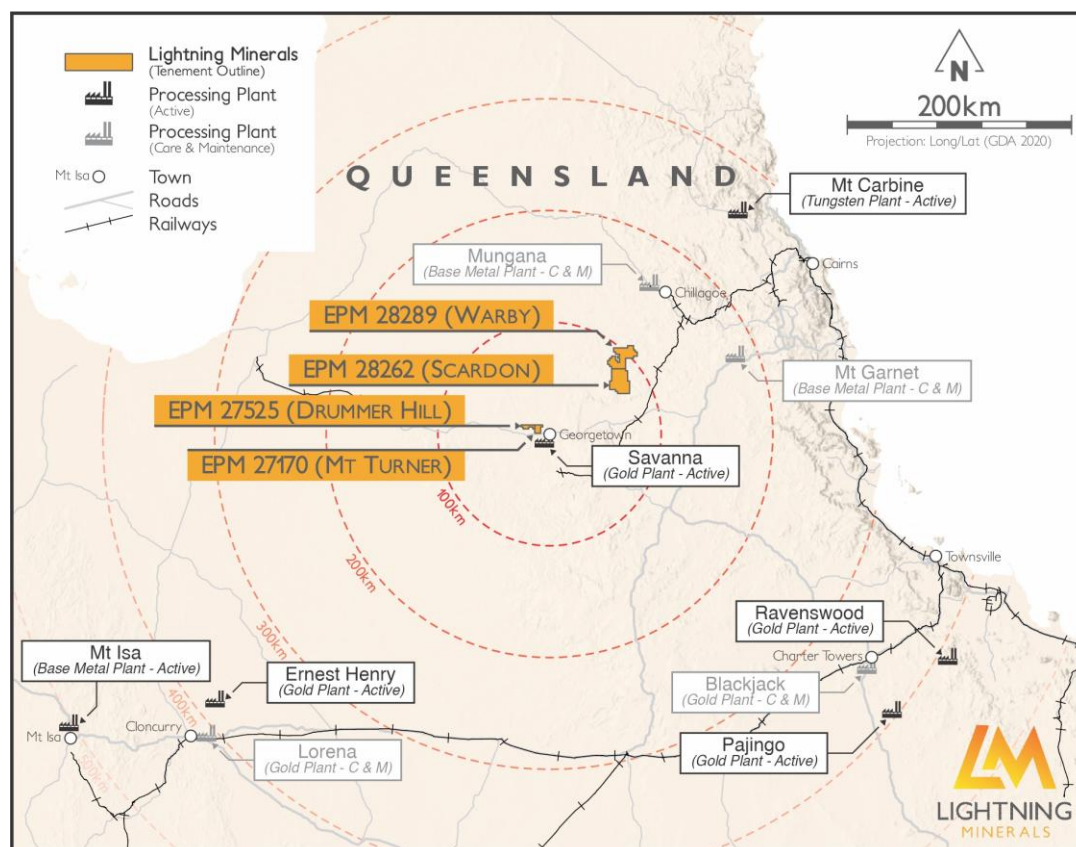 Lightning Minerals
(Tenement Outline)
Processing Plant
(Active)
Processing Plant
(Care & Maintenance)
Mt Isa
Town
Roads
Railways
N
200km
Projection: Long/Lat (GDA 2020)
QUEENSLAND
Mt Carbine
(Tungsten Plant - Active)
Mungana
(Base Metal Plant - C & M)
Cairns
Chillagoe
EPM 28289 (WARBY)
EPM 28262 (SCARDON)
Mt Garnet
(Base Metal Plant - C & M)
EPM 27525 (DRUMMER HILL)
Georgetown
EPM 27170 (MT TURNER)
Savanna
(Gold Plant - Active)
100km
200km
300km
400km
500km
Townsville
Ravenswood
(Gold Plant - Active)
Charter Towers
Mt Isa
(Base Metal Plant - Active)
Ernest Henry
(Gold Plant - Active)
Blackjack
(Gold Plant - C & M)
Mt Isa
Cloncurry
Lorena
(Gold Plant - C & M)
Pajingo
(Gold Plant - Active)
LM
LIGHTNING
MINERALS